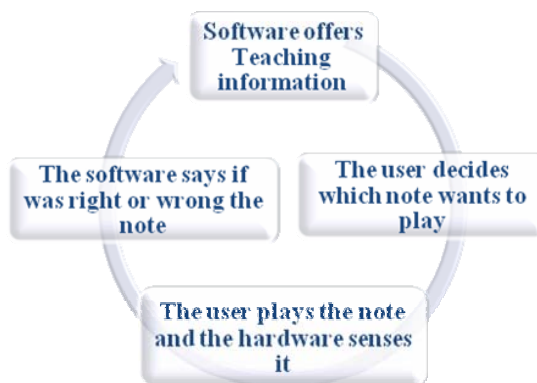 Software offers
Teaching
information
The user decides
which note wants to
play
The user plays the note
and the hardware senses
it
The software says if
was right or wrong the
note